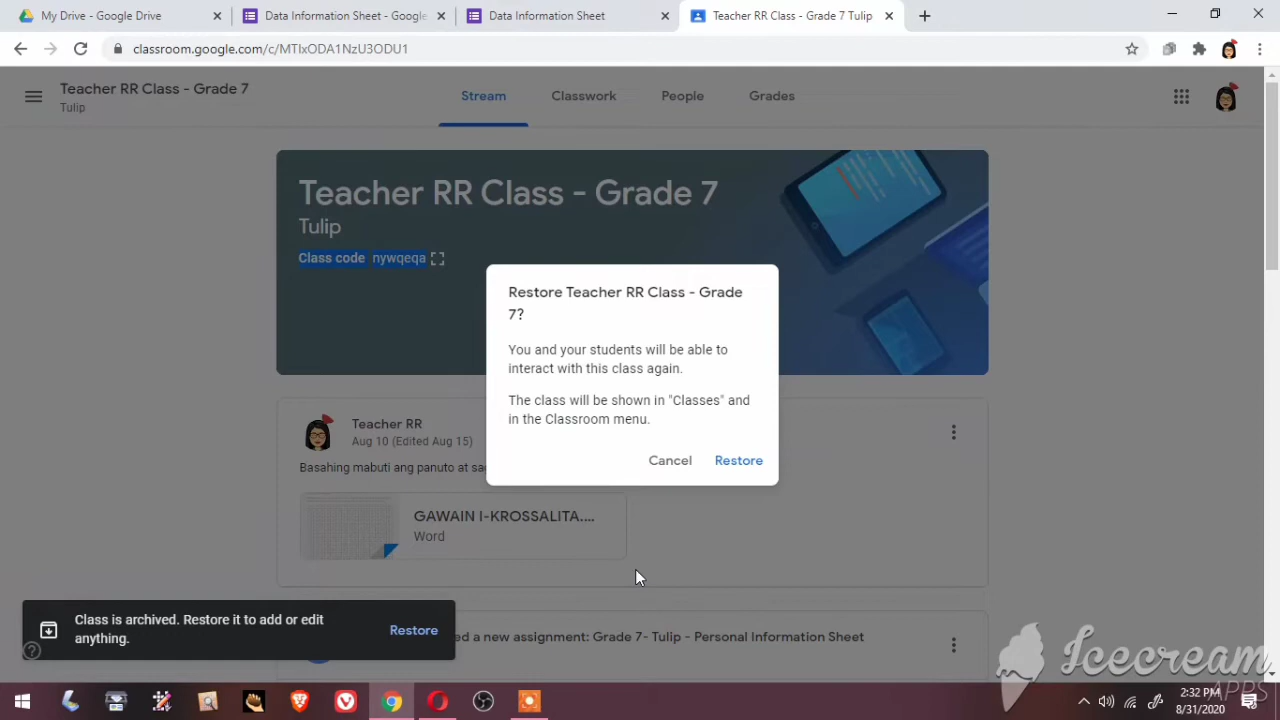 My Drive - Google Drive
Data Information Sheet - Googl
Data Information Sheet
Teacher RR Class - Grade 7 Tulip
classroom.google.com/c/MTIxODA1NzU3ODU1
Teacher RR Class - Grade 7
Tulip
Stream
Classwork
People
Grades
Teacher RR Class - Grade 7
Tulip
Class code nywqeqa
Restore Teacher RR Class - Grade
7?
You and your students will be able to
interact with this class again.
The class will be shown in "Classes" and
in the Classroom menu.
Cancel Restore
Teacher RR
Aug 10 (Edited Aug 15)
Basahing mabuti ang panuto at
GAWAIN I-KROSSALITA....
Word
Class is archived. Restore it to add or edit
anything.
Restore
ed a new assignment: Grade 7- Tulip - Personal Information Sheet
Icecream
APPS
2:32 PM
8/31/2020